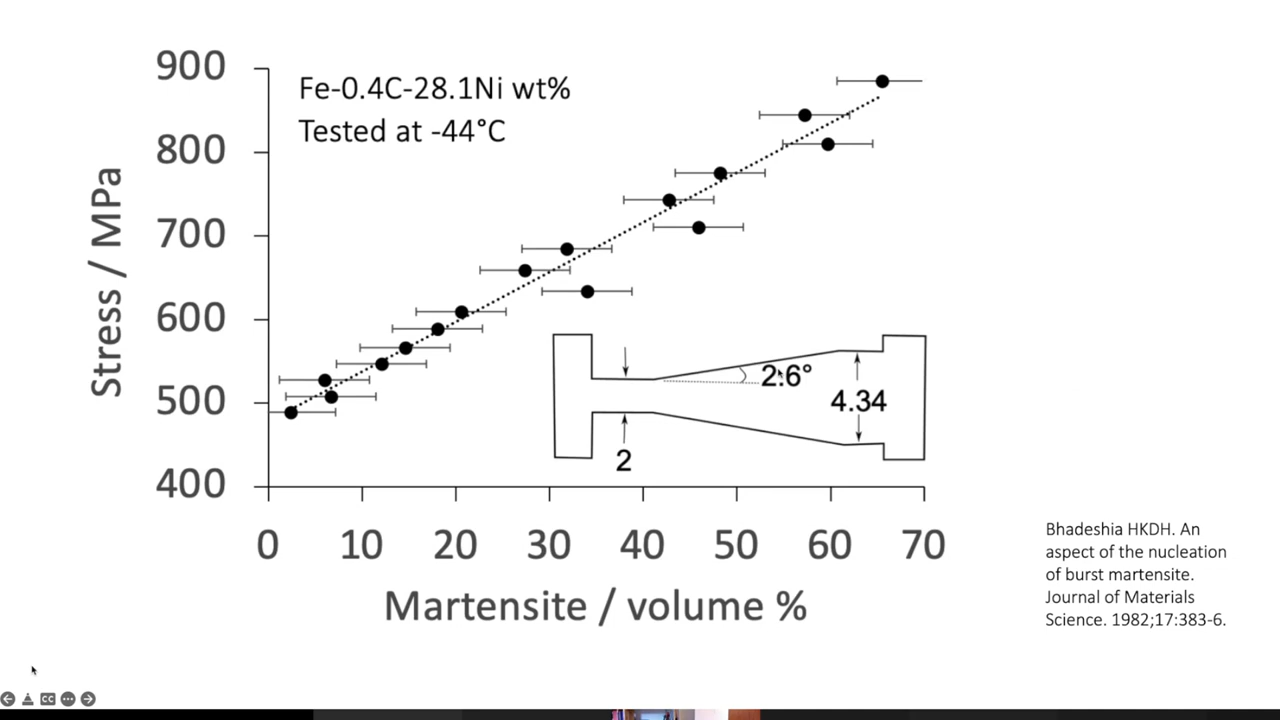 900
800
700
600
500
400
Stress / MPa
Fe-0.4C-28.1Ni wt%
Tested at -44°C
2.6°
4.34
2
0 10 20 30 40 50 60 70
Martensite / volume %
Bhadeshia HKDH. An
aspect of the nucleation
of burst martensite.
Journal of Materials
Science. 1982;17:383-6.
CC